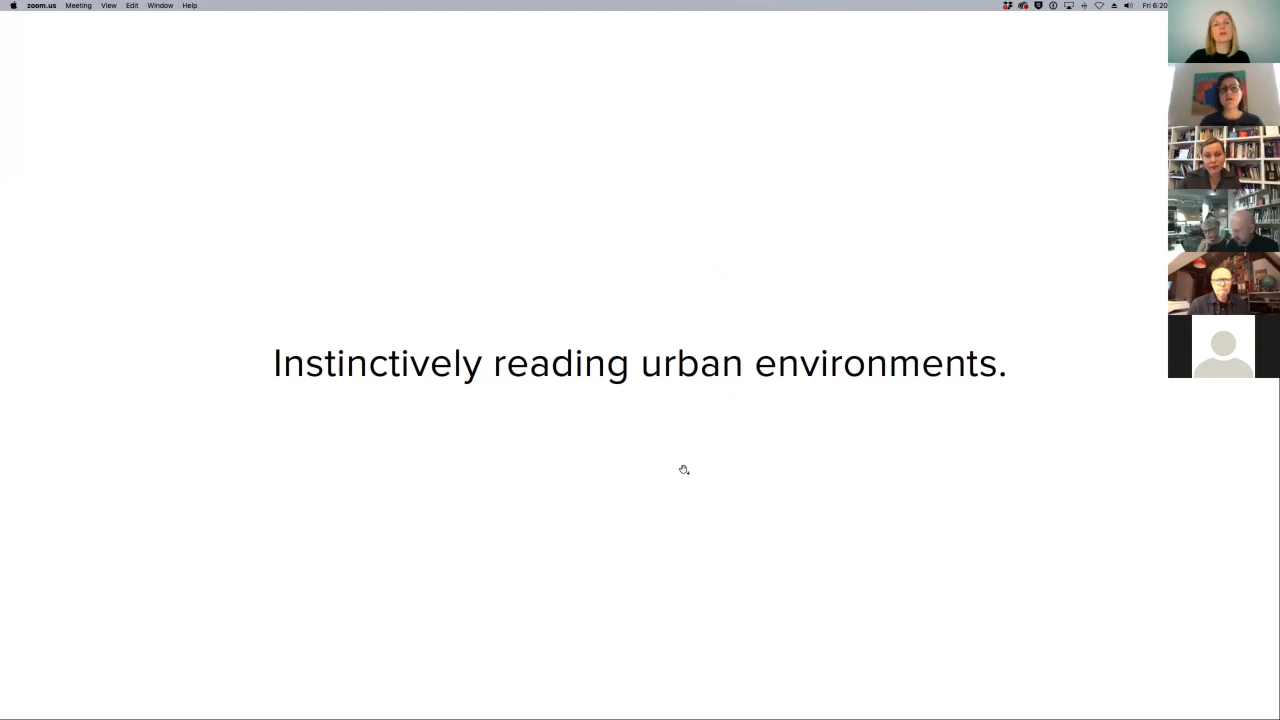 zoom.us Meeting View Edit Window Help Fri 6:20
Instinctively reading urban environments.